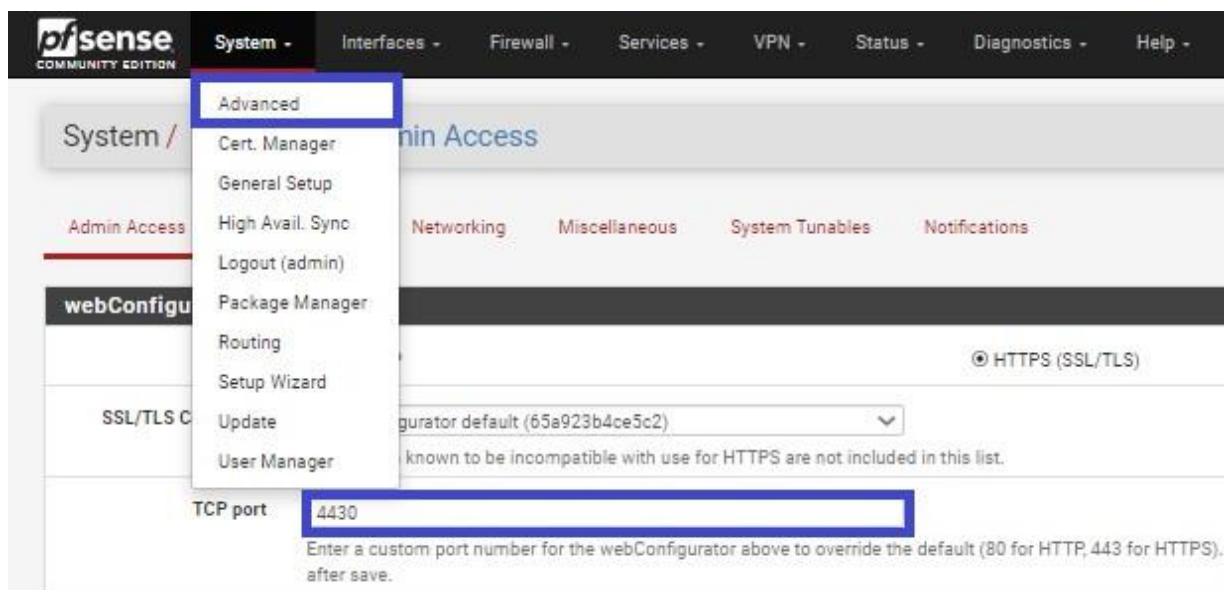 pfsense System - Interfaces - Firewall - Services - VPN - Status - Diagnostics - Help -
COMMUNITY EDITION
Advanced
System / Access
Cert. Manager
General Setup
Admin Access Networking Miscellaneous System Tunables Notifications
High Avail. Sync
Logout (admin)
webConfigu
Package Manager
Routing
HTTPS (SSL/TLS)
Setup Wizard
SSL/TLS C
Update
gurator default (65a923b4ce5c2)
User Manager
known to be incompatible with use for HTTPS are not included in this list.
TCP port 4430
Enter a custom port number for the webConfigurator above to override the default (80 for HTTP, 443 for HTTPS).
after save.